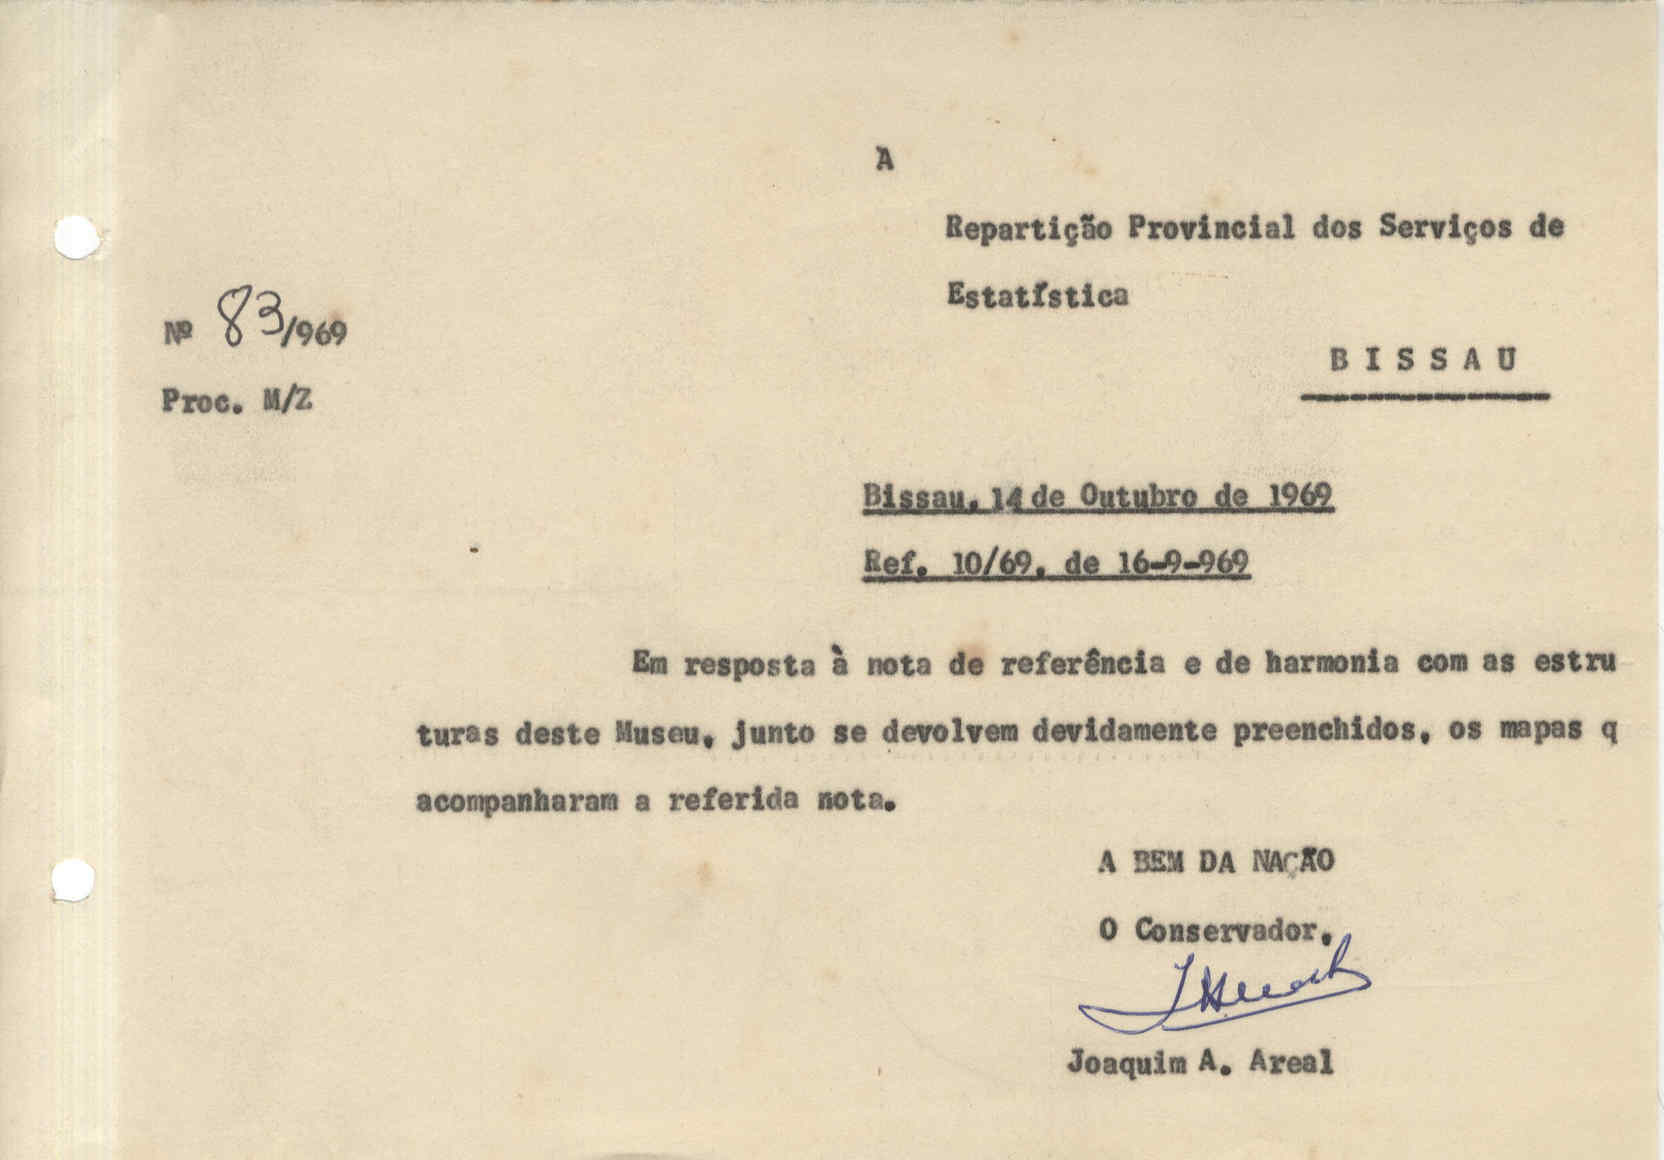 A
Repartição Provincial dos Serviços de
Estatística
BISSAU
Nº 83/969
Proc. M/Z
Bissau, 14 de Outubro de 1969
Ref. 10/69, de 16-9-969
Em resposta à nota de referência e de harmonia com as estru
turas deste Museu, junto se devolvem devidamente preenchidos, os mapas q
acompanharam a referida nota.
A BEM DA NAÇÃO
O Conservador,
Joaquim A. Areal